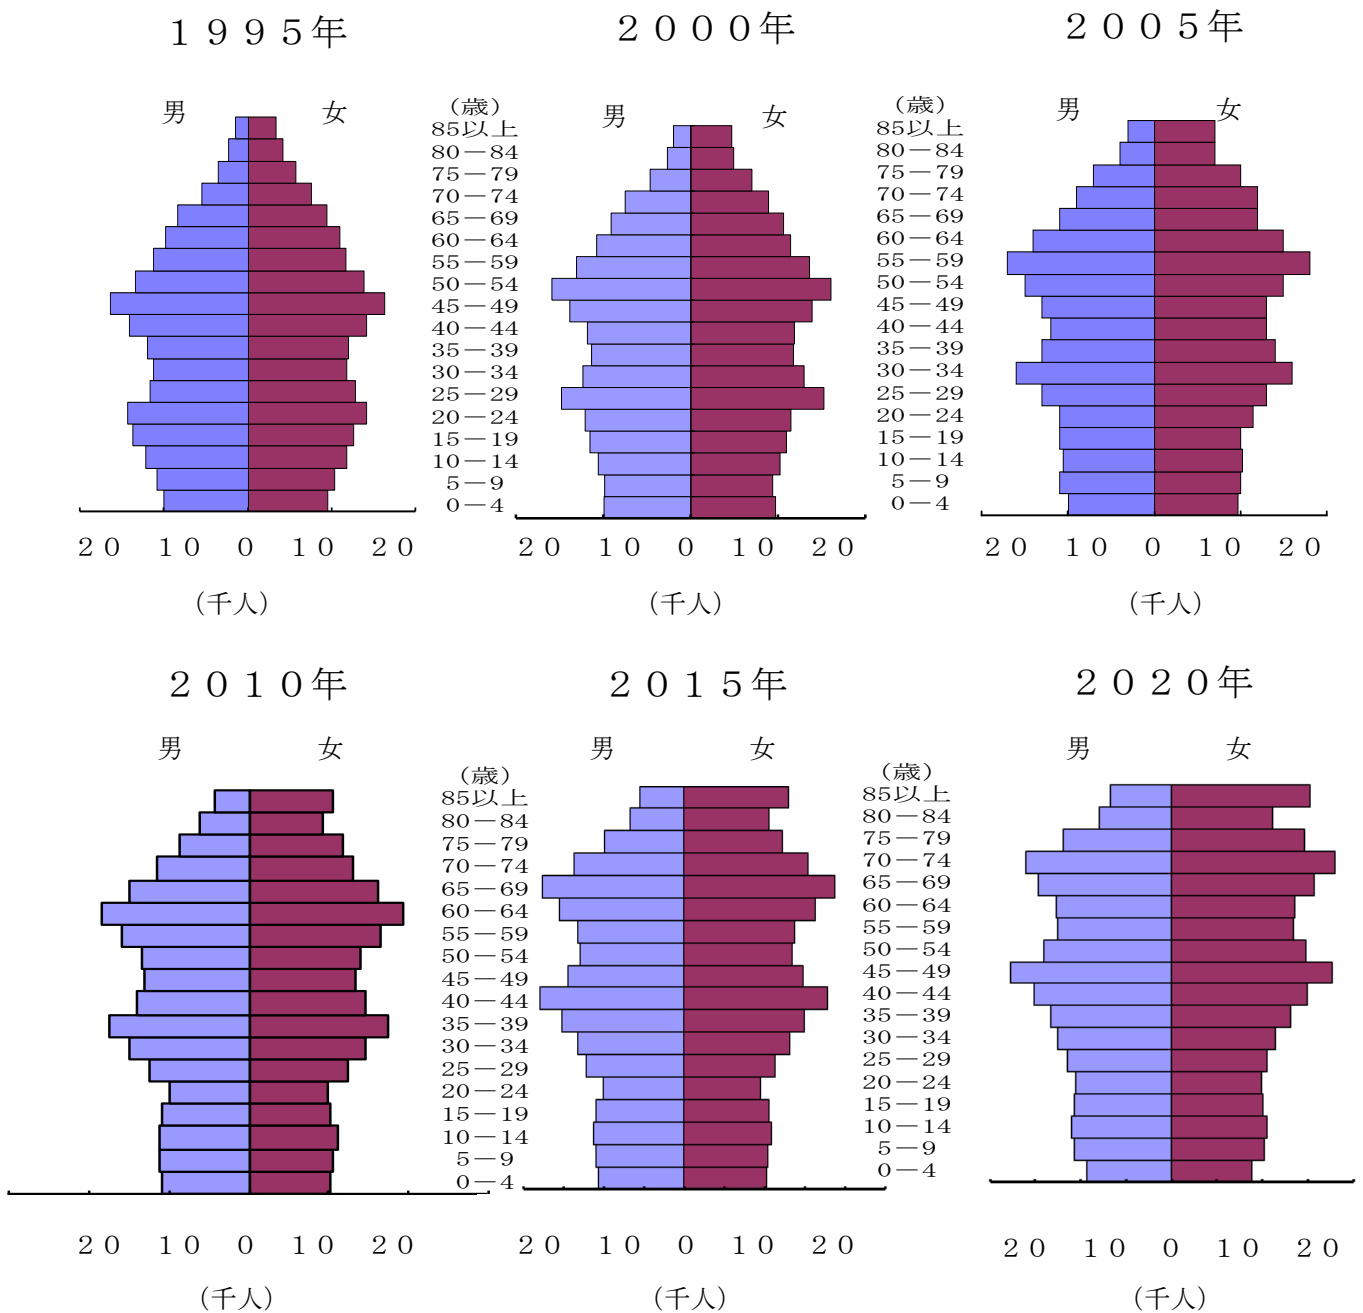 １９９５年
２０００年
２００５年
男
女
(歳)
男
女
(歳)
男
女
85以上
80－84
75－79
70－74
65－69
60－64
55－59
50－54
45－49
40－44
35－39
30－34
25－29
20－24
15－19
10－14
5－9
0－4
85以上
80－84
75－79
70－74
65－69
60－64
55－59
50－54
45－49
40－44
35－39
30－34
25－29
20－24
15－19
10－14
5－9
0－4
２０ １０ ０ １０ ２０
２０ １０ ０ １０ ２０
２０ １０ ０ １０ ２０
（千人）
（千人）
（千人）
２０１０年
２０１５年
２０２０年
男
女
(歳)
男
女
(歳)
男
女
85以上
80－84
75－79
70－74
65－69
60－64
55－59
50－54
45－49
40－44
35－39
30－34
25－29
20－24
15－19
10－14
5－9
0－4
85以上
80－84
75－79
70－74
65－69
60－64
55－59
50－54
45－49
40－44
35－39
30－34
25－29
20－24
15－19
10－14
5－9
0－4
２０ １０ ０ １０ ２０
２０ １０ ０ １０ ２０
２０ １０ ０ １０ ２０
（千人）
（千人）
（千人）